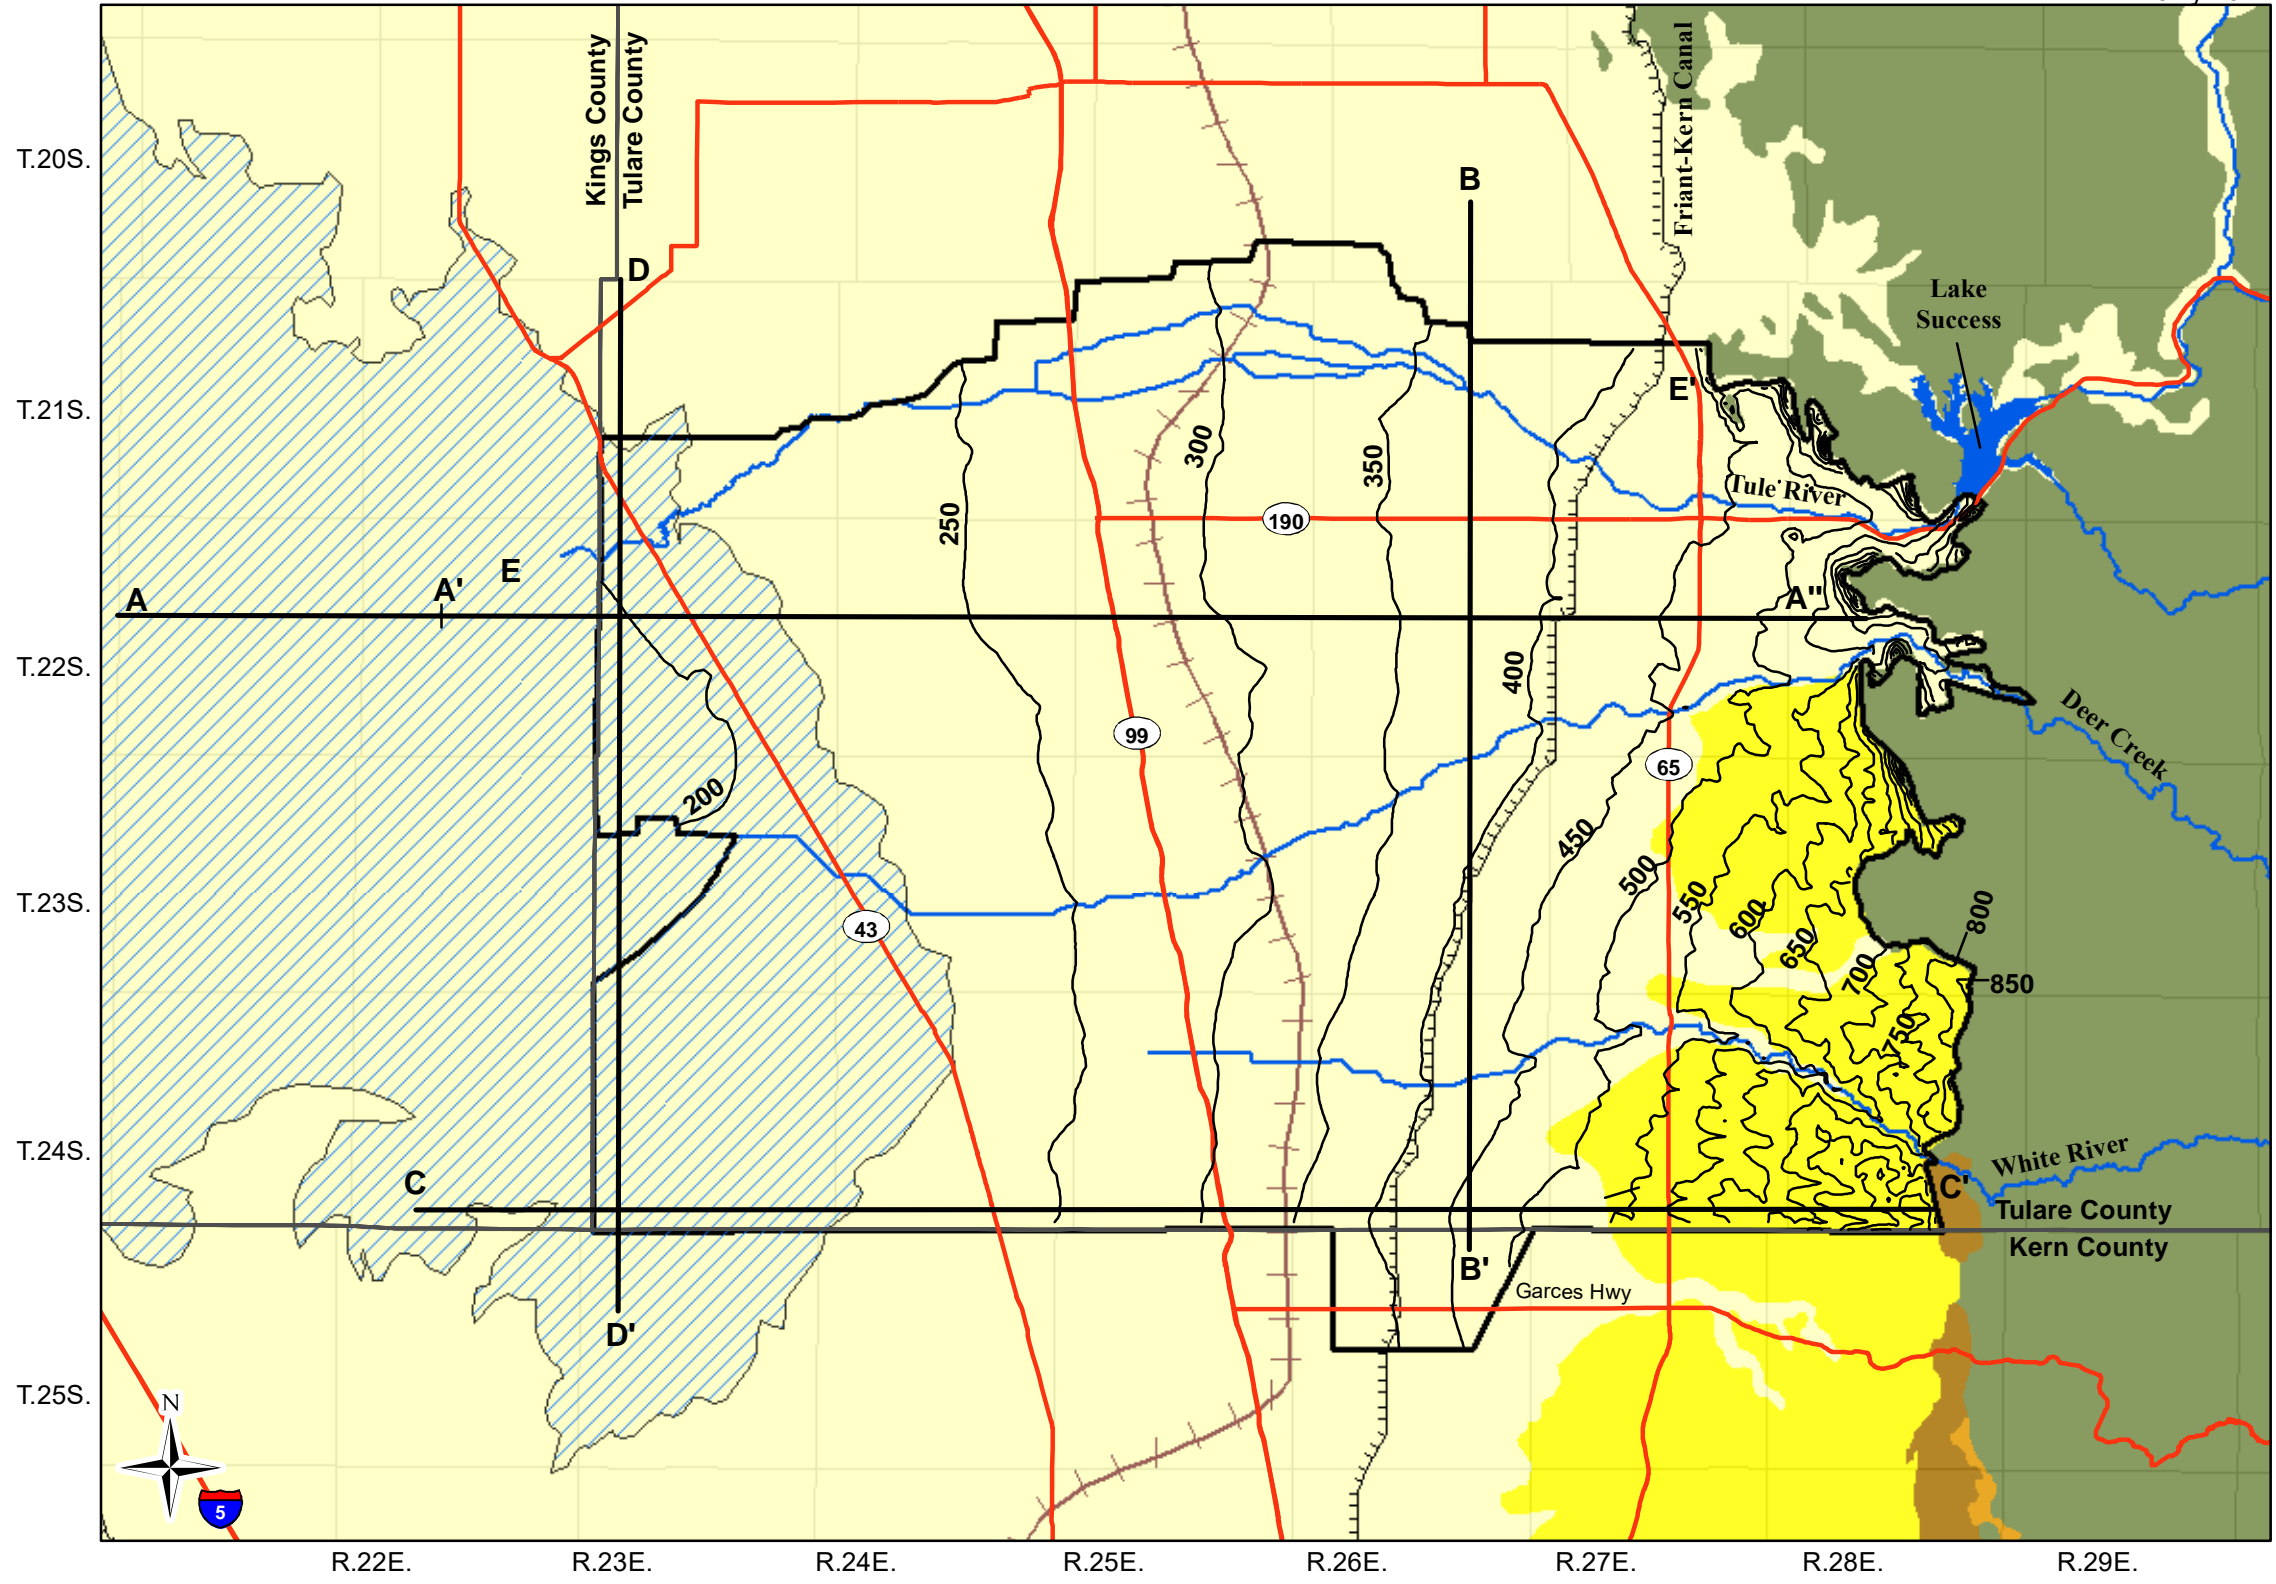 Kings County
Tulare County
Friant-Kern Canal
T.20S.
B
D
Lake
Success
E'
T.21S.
300
350
Tule River
250
190
E
A'
A
A''
T.22S.
400
Deer Creek
99
65
200
450
500
550
600
650
700
750
800
850
T.23S.
43
T.24S.
White River
C
C'
Tulare County
Kern County
B'
Garces Hwy
D'
T.25S.
N
5
R.22E.
R.23E.
R.24E.
R.25E.
R.26E.
R.27E.
R.28E.
R.29E.